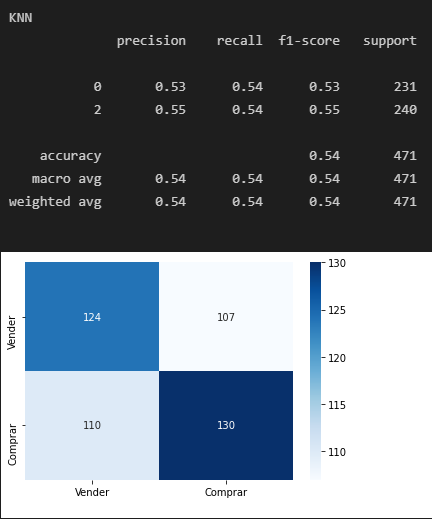 KNN
precision recall f1-score support
0 0.53 0.54 0.53 231
2 0.55 0.54 0.55 240
accuracy 0.54 471
macro avg 0.54 0.54 0.54 471
weighted avg 0.54 0.54 0.54 471
130
Vender 124 107
125
120
115
Comprar 110 130
110
Vender Comprar